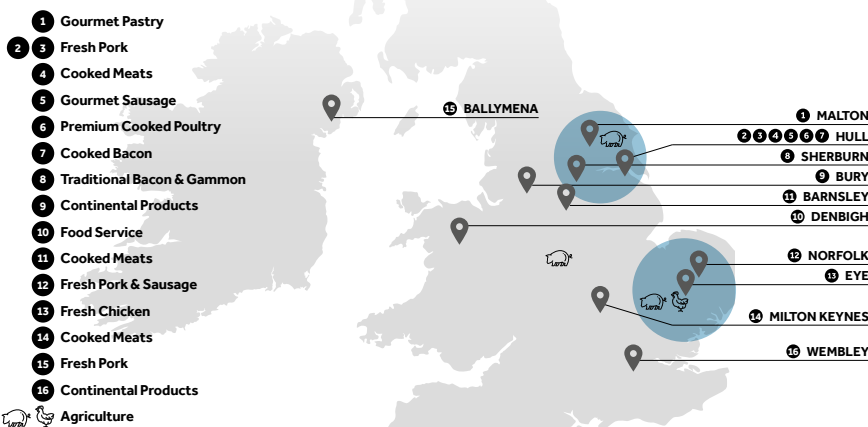 1 Gourmet Pastry
2 3 Fresh Pork
4 Cooked Meats
5 Gourmet Sausage
6 Premium Cooked Poultry
7 Cooked Bacon
8 Traditional Bacon & Gammon
9 Continental Products
10 Food Service
11 Cooked Meats
12 Fresh Pork & Sausage
13 Fresh Chicken
14 Cooked Meats
15 Fresh Pork
16 Continental Products
Agriculture
15 BALLYMENA
1 MALTON
2 3 4 5 6 7 HULL
8 SHERBURN
9 BURY
11 BARNSLEY
10 DENBIGH
12 NORFOLK
13 EYE
14 MILTON KEYNES
16 WEMBLEY